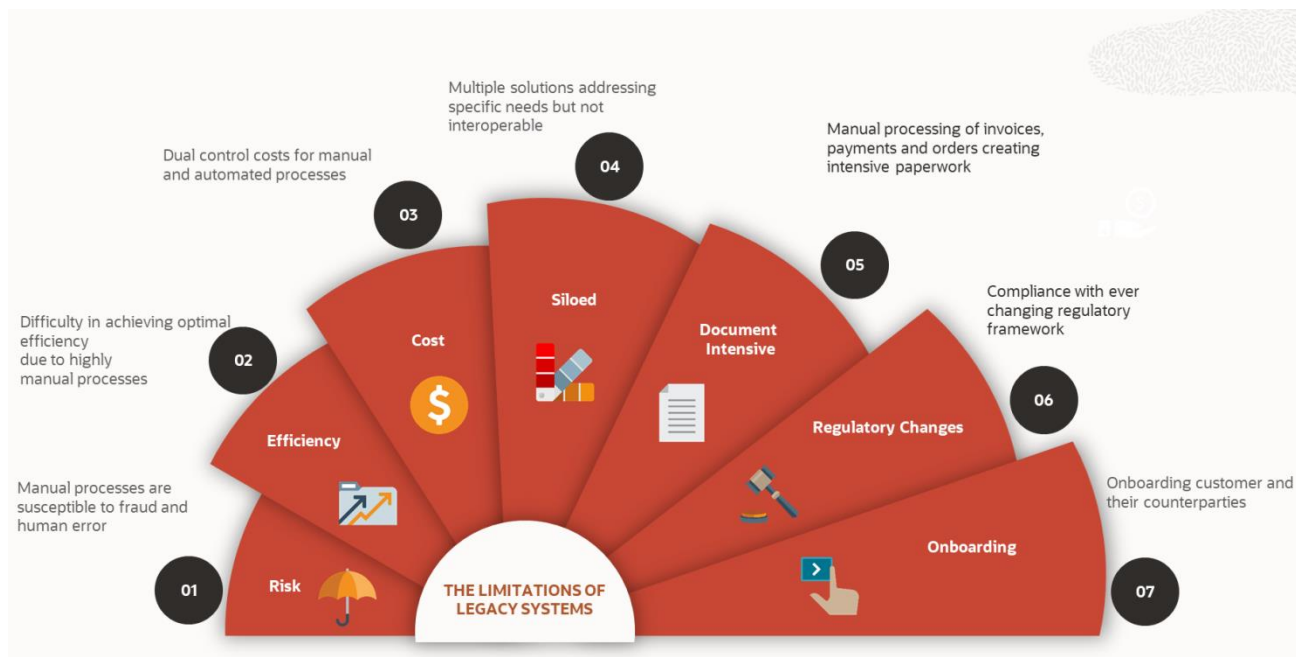 Multiple solutions addressing
specific needs but not
interoperable
Manual processing of invoices,
payments and orders creating
intensive paperwork
Dual control costs for manual
and automated processes
04
03
05
Siloed
Compliance with ever
changing regulatory
framework
Difficulty in achieving optimal
efficiency
due to highly
manual processes
02
Cost
Document
Intensive
$
06
Efficiency
Regulatory Changes
Manual processes are
susceptible to fraud and
human error
Onboarding customer and
their counterparties
Onboarding
01
Risk
THE LIMITATIONS OF
LEGACY SYSTEMS
07